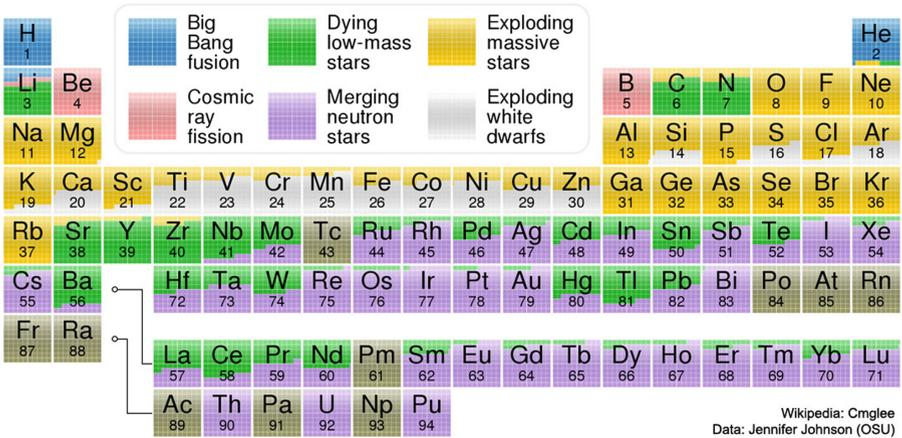 H He
1 2
Big Bang fusion
Dying low-mass stars
Exploding massive stars
Cosmic ray fission
Merging neutron stars
Exploding white dwarfs
Li Be B C N O F Ne
3 4 5 6 7 8 9 10
Na Mg Al Si P S Cl Ar
11 12 13 14 15 16 17 18
K Ca Sc Ti V Cr Mn Fe Co Ni Cu Zn Ga Ge As Se Br Kr
19 20 21 22 23 24 25 26 27 28 29 30 31 32 33 34 35 36
Rb Sr Y Zr Nb Mo Tc Ru Rh Pd Ag Cd In Sn Sb Te I Xe
37 38 39 40 41 42 43 44 45 46 47 48 49 50 51 52 53 54
Cs Ba Hf Ta W Re Os Ir Pt Au Hg Tl Pb Bi Po At Rn
55 56 72 73 74 75 76 77 78 79 80 81 82 83 84 85 86
Fr Ra
87 88
La Ce Pr Nd Pm Sm Eu Gd Tb Dy Ho Er Tm Yb Lu
57 58 59 60 61 62 63 64 65 66 67 68 69 70 71
Ac Th Pa U Np Pu
89 90 91 92 93 94
Wikipedia: Cmglee
Data: Jennifer Johnson (OSU)